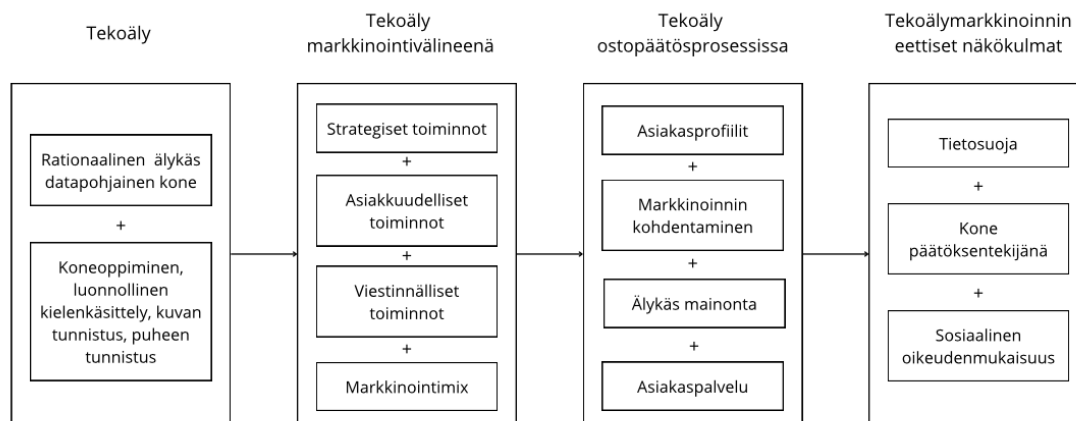 Tekoäly
Rationaalinen älykäs
datapohjainen kone
+
Koneoppiminen,
luonnollinen
kielenkäsittely, kuvan
tunnistus, puheen
tunnistus
Tekoäly
markkinointivälineenä
Strategiset toiminnot
+
Asiakkuudelliset
toiminnot
+
Viestinnälliset
toiminnot
+
Markkinointimix
Tekoäly
ostopäätösprosessissa
Asiakasprofiilit
+
Markkinoinnin
kohdentaminen
+
Älykäs mainonta
+
Asiakaspalvelu
Tekoälymarkkinoinnin
eettiset näkökulmat
Tietosuoja
+
Kone
päätöksentekijänä
+
Sosiaalinen
oikeudenmukaisuus